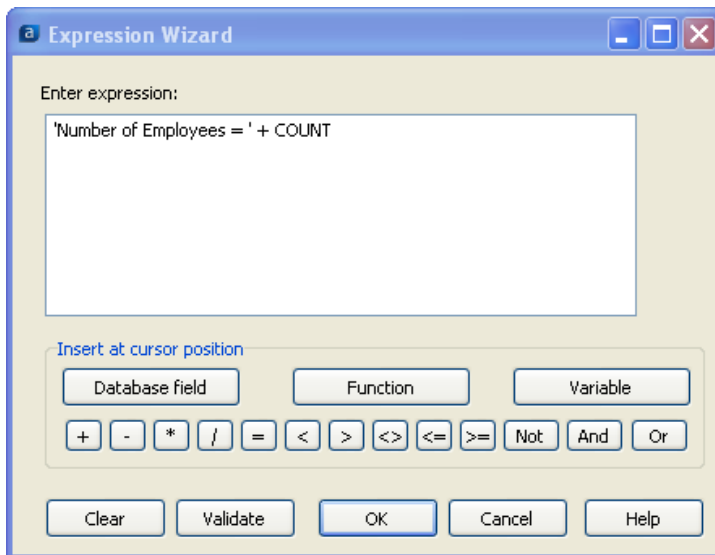 a Expression Wizard
Enter expression:
'Number of Employees = ' + COUNT
Insert at cursor position
Database field Function Variable
+ - * / = < > <> <= >= Not And Or
Clear Validate OK Cancel Help